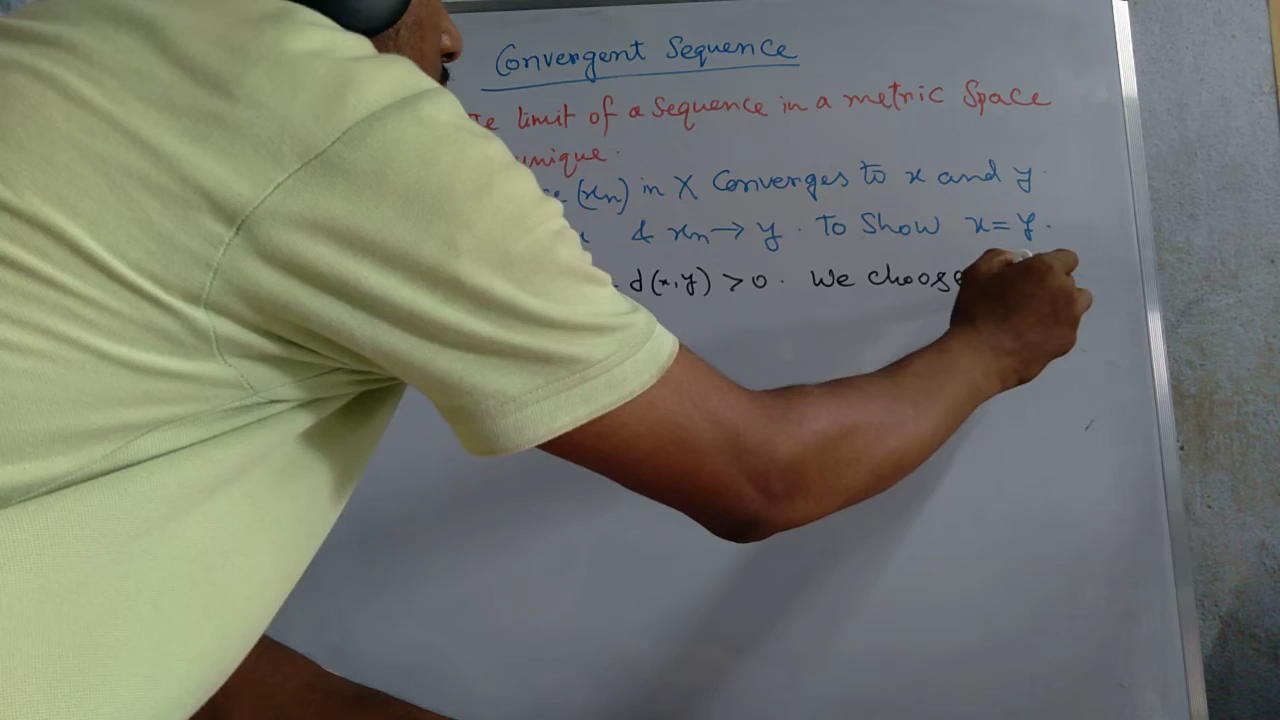 Convergent Sequence
limit of a Sequence in a metric Space
unique.
(xn) in X Converges to x and y.
& xn → y. To Show x = y.
d(x,y) > 0. We choose